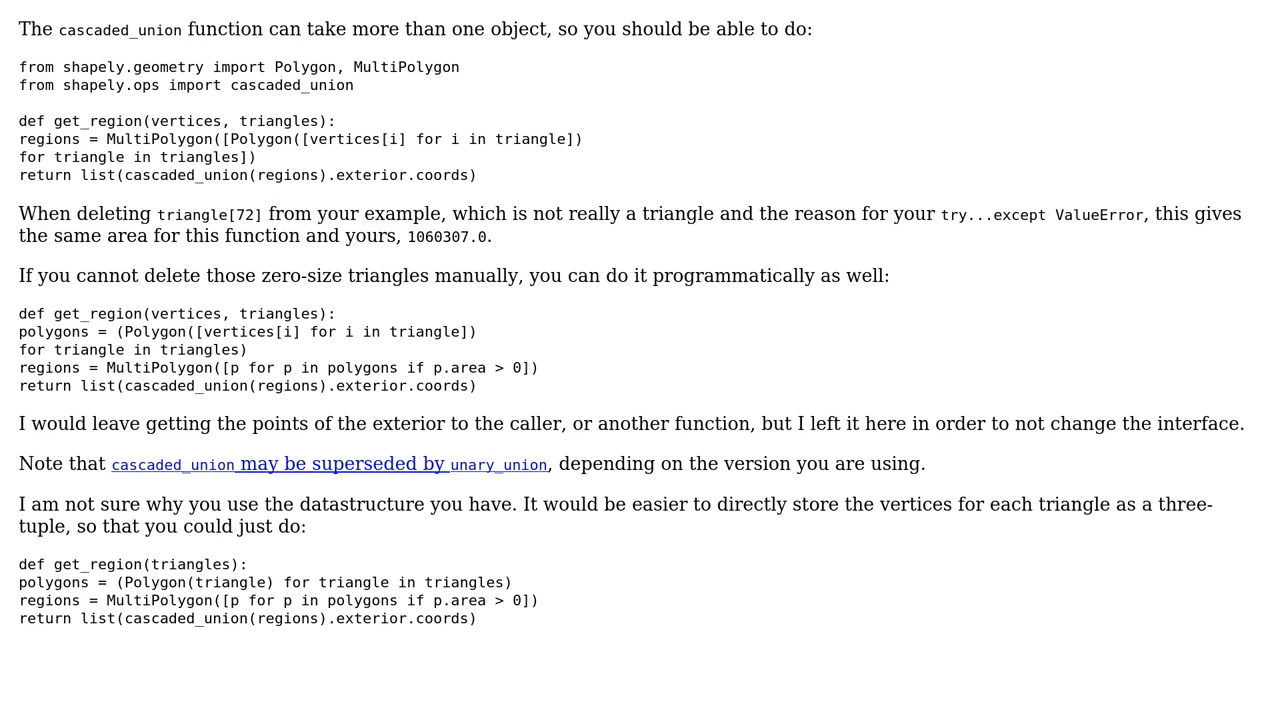 The cascaded_union function can take more than one object, so you should be able to do:
from shapely.geometry import Polygon, MultiPolygon
from shapely.ops import cascaded_union
def get_region(vertices, triangles):
regions = MultiPolygon([Polygon([vertices[i] for i in triangle])
for triangle in triangles])
return list(cascaded_union(regions).exterior.coords)
When deleting triangle[72] from your example, which is not really a triangle and the reason for your try...except ValueError, this gives
the same area for this function and yours, 1060307.0.
If you cannot delete those zero-size triangles manually, you can do it programmatically as well:
def get_region(vertices, triangles):
polygons = (Polygon([vertices[i] for i in triangle])
for triangle in triangles)
regions = MultiPolygon([p for p in polygons if p.area > 0])
return list(cascaded_union(regions).exterior.coords)
I would leave getting the points of the exterior to the caller, or another function, but I left it here in order to not change the interface.
Note that cascaded_union may be superseded by unary_union, depending on the version you are using.
I am not sure why you use the datastructure you have. It would be easier to directly store the vertices for each triangle as a three-
tuple, so that you could just do:
def get_region(triangles):
polygons = (Polygon(triangle) for triangle in triangles)
regions = MultiPolygon([p for p in polygons if p.area > 0])
return list(cascaded_union(regions).exterior.coords)